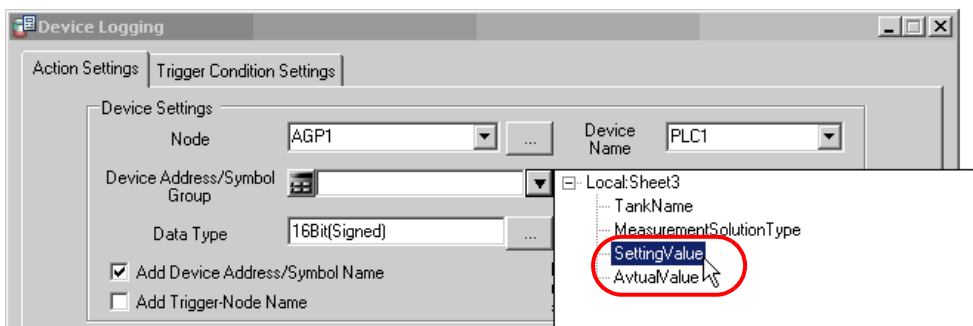 Device Logging
Action Settings Trigger Condition Settings
Device Settings
Node AGP1 ... Device Name PLC1
Device Address/Symbol Group
Local:Sheet3
TankName
MeasurementSolutionType
SettingValue
AvtualValue
Data Type 16Bit(Signed) ...
Add Device Address/Symbol Name
Add Trigger-Node Name